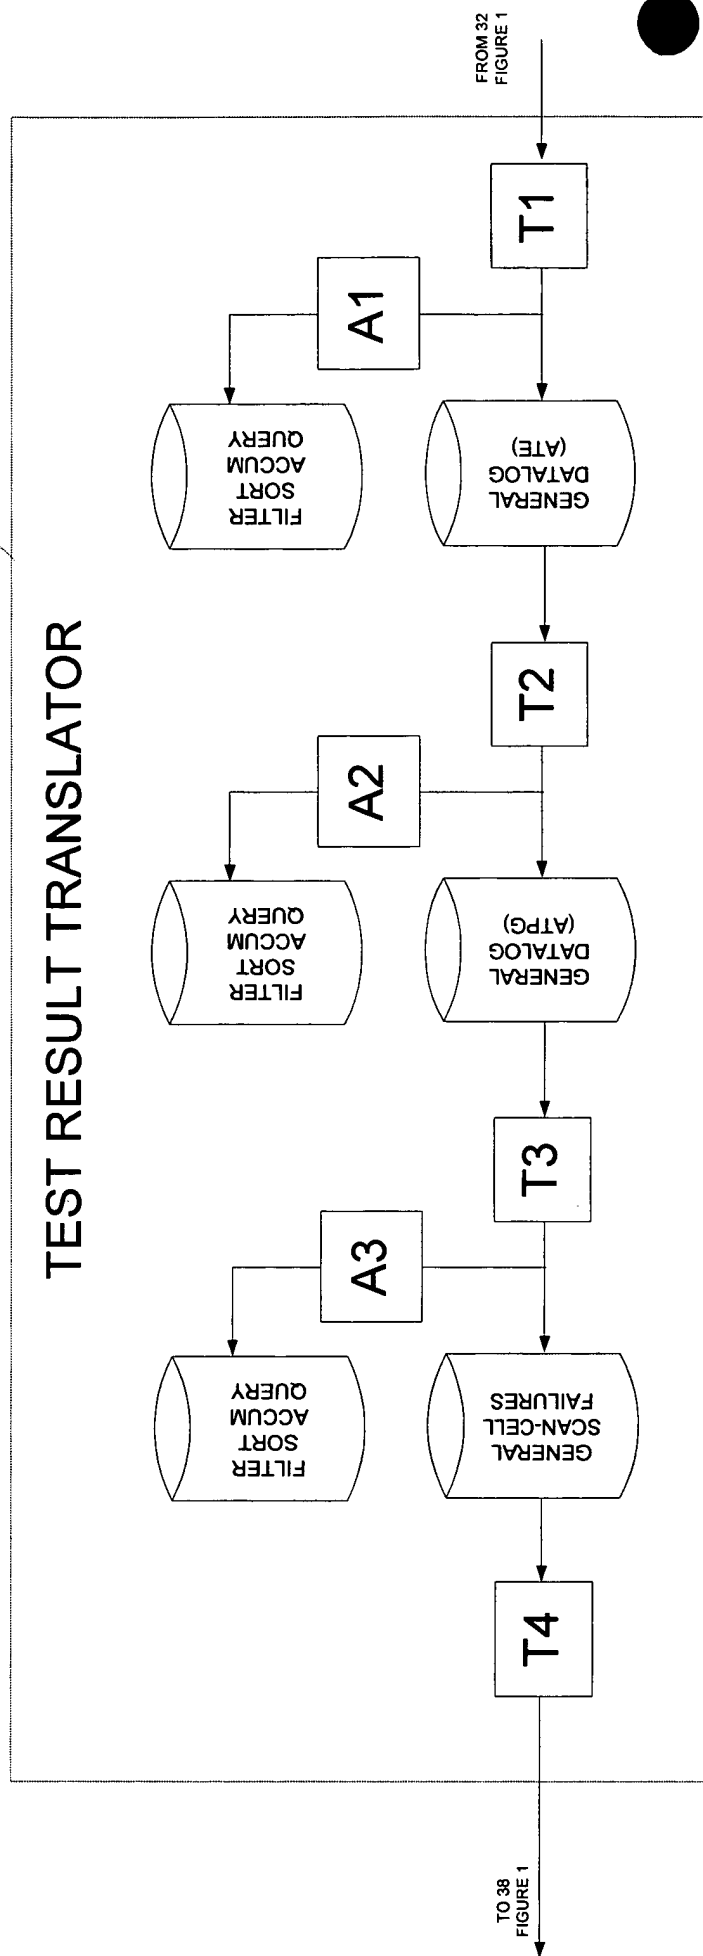 TEST RESULT TRANSLATOR
FROM 32
FIGURE 1
T1
A1
FILTER
SORT
ACCUM
QUERY
GENERAL
DATALOG
(ATE)
T2
A2
FILTER
SORT
ACCUM
QUERY
GENERAL
DATALOG
(ATPG)
T3
A3
FILTER
SORT
ACCUM
QUERY
GENERAL
SCAN-CELL
FAILURES
T4
TO 38
FIGURE 1